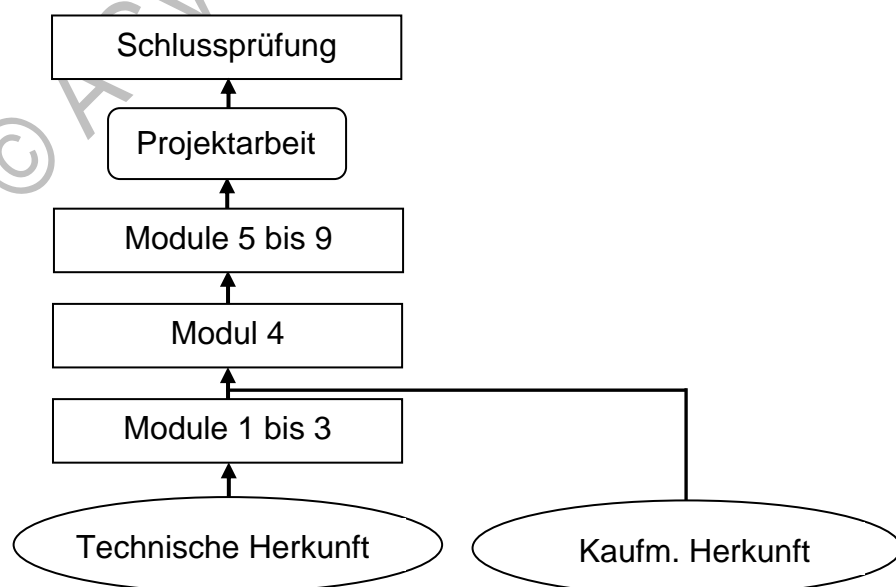 Schlussprüfung
Projektarbeit
Module 5 bis 9
Modul 4
Module 1 bis 3
Technische Herkunft
Kaufm. Herkunft